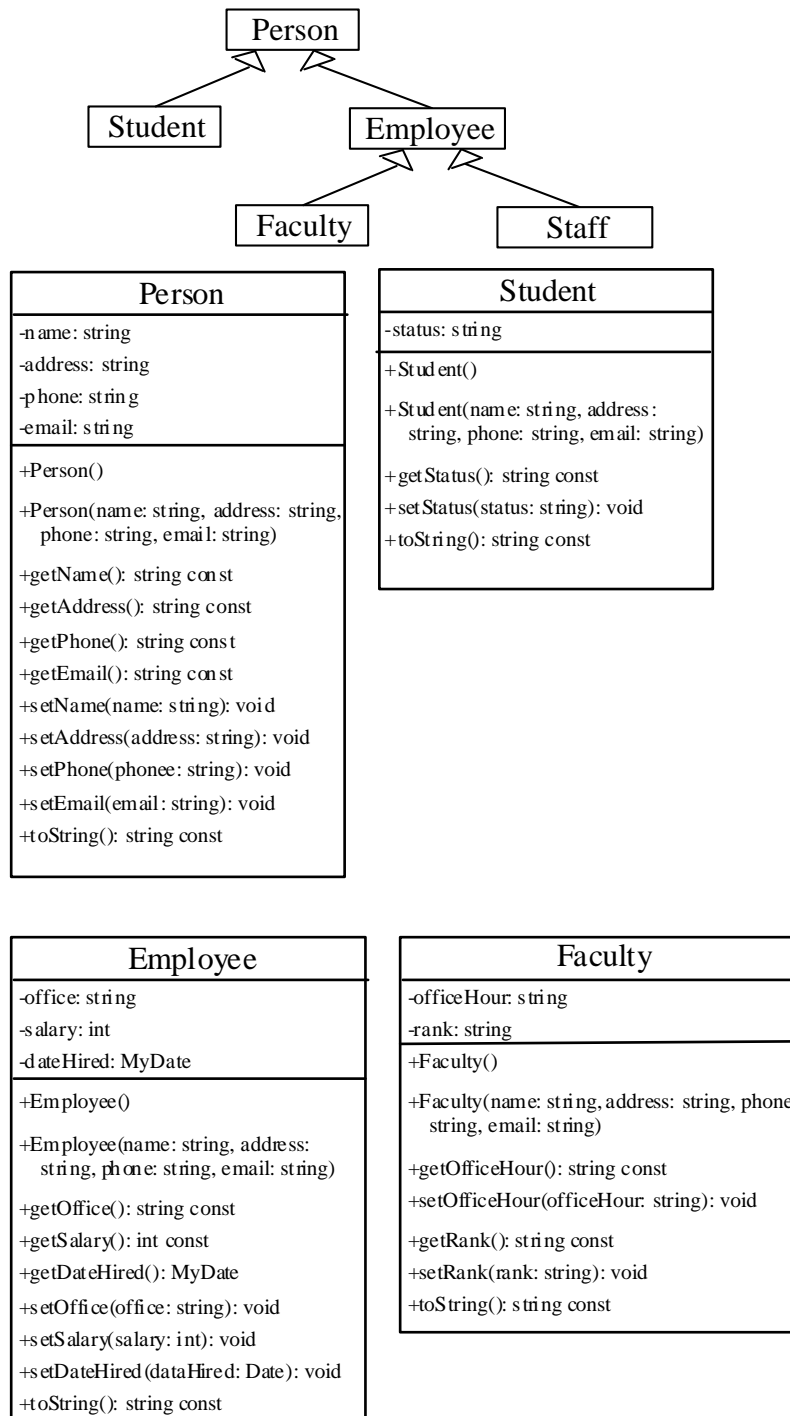 Person
Student
Employee
Faculty
Staff
Person
-name: string
-address: string
-phone: string
-email: string
+Person()
+Person(name: string, address: string,
phone: string, email: string)
+getName(): string const
+getAddress(): string const
+getPhone(): string const
+getEmail(): string const
+setName(name: string): void
+setAddress(address: string): void
+setPhone(phonee: string): void
+setEmail(email: string): void
+toString(): string const
Student
-status: string
+Student()
+Student(name: string, address:
string, phone: string, email: string)
+getStatus(): string const
+setStatus(status: string): void
+toString(): string const
Employee
-office: string
-salary: int
-dateHired: MyDate
+Employee()
+Employee(name: string, address:
string, phone: string, email: string)
+getOffice(): string const
+getSalary(): int const
+getDateHired(): MyDate
+setOffice(office: string): void
+setSalary(salary: int): void
+setDateHired(dataHired: Date): void
+toString(): string const
Faculty
-officeHour: string
-rank: string
+Faculty()
+Faculty(name: string, address: string, phone
string, email: string)
+getOfficeHour(): string const
+setOfficeHour(officeHour: string): void
+getRank(): string const
+setRank(rank: string): void
+toString(): string const